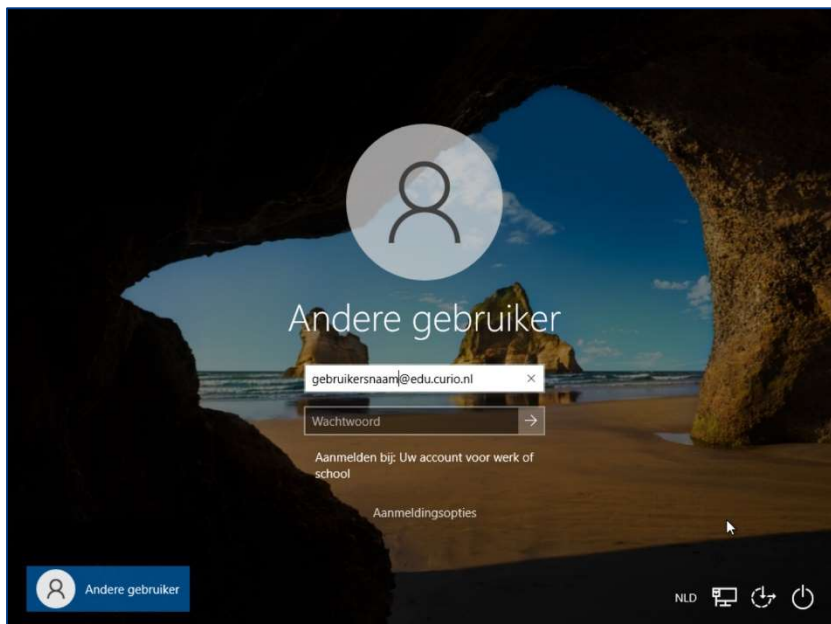 Andere gebruiker
gebruikersnaam@edu.curio.nl
Wachtwoord
Aanmelden bij: Uw account voor werk of
school
Aanmeldingsopties
Andere gebruiker
NLD